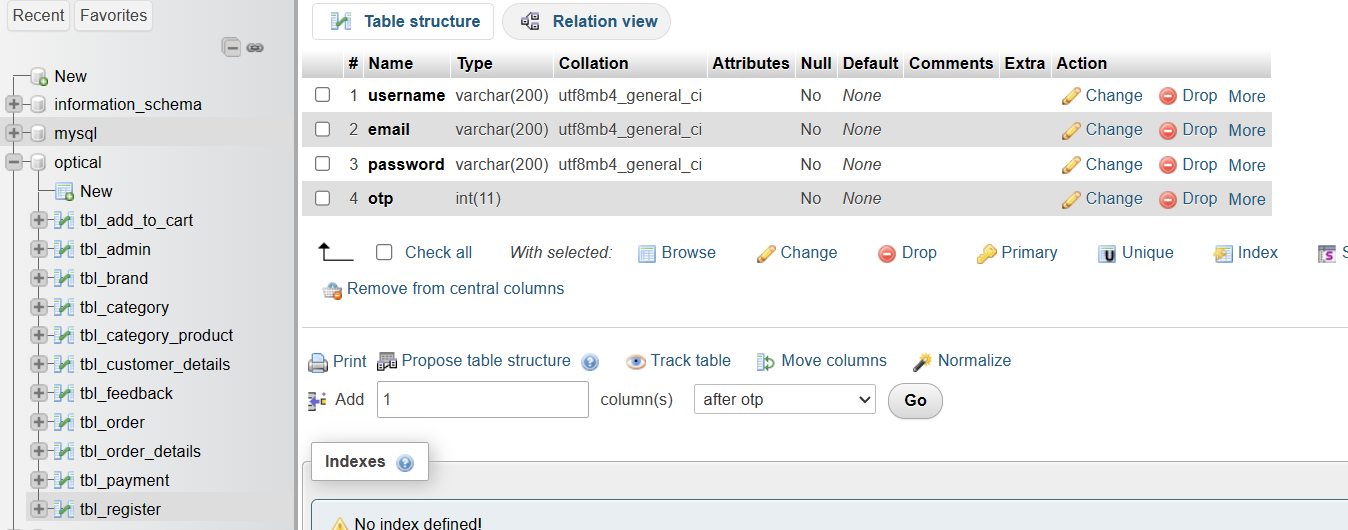 Recent Favorites
New
information_schema
mysql
optical
New
tbl_add_to_cart
tbl_admin
tbl_brand
tbl_category
tbl_category_product
tbl_customer_details
tbl_feedback
tbl_order
tbl_order_details
tbl_payment
tbl_register
Table structure Relation view
# Name Type Collation Attributes Null Default Comments Extra Action
1 username varchar(200) utf8mb4_general_ci No None Change Drop More
2 email varchar(200) utf8mb4_general_ci No None Change Drop More
3 password varchar(200) utf8mb4_general_ci No None Change Drop More
4 otp int(11) No None Change Drop More
Check all With selected: Browse Change Drop Primary Unique Index S
Remove from central columns
Print Propose table structure Track table Move columns Normalize
Add 1 column(s) after otp Go
Indexes
No index defined!